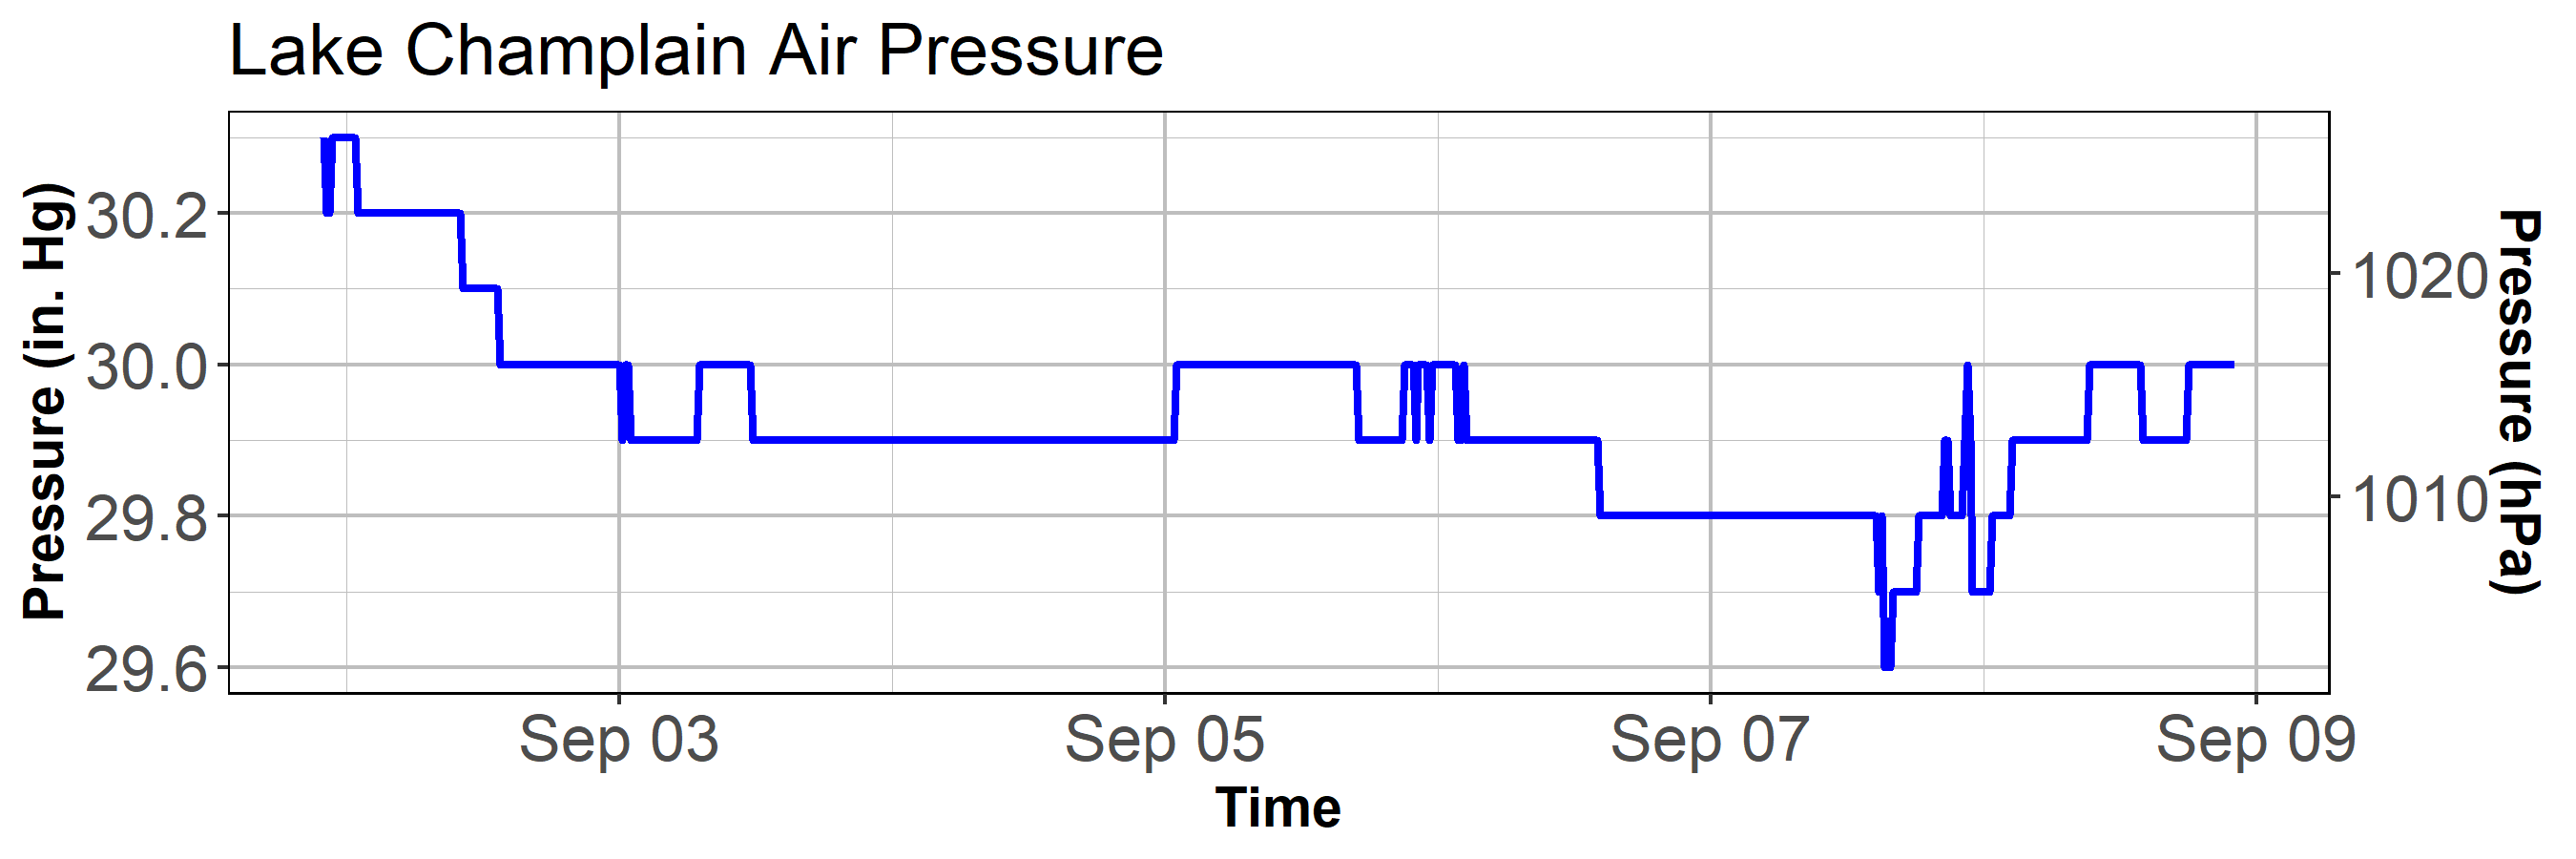 Lake Champlain Air Pressure
Pressure (in. Hg)
30.2
30.0
29.8
29.6
1020
1010
Pressure (hPa)
Sep 03
Sep 05
Sep 07
Sep 09
Time